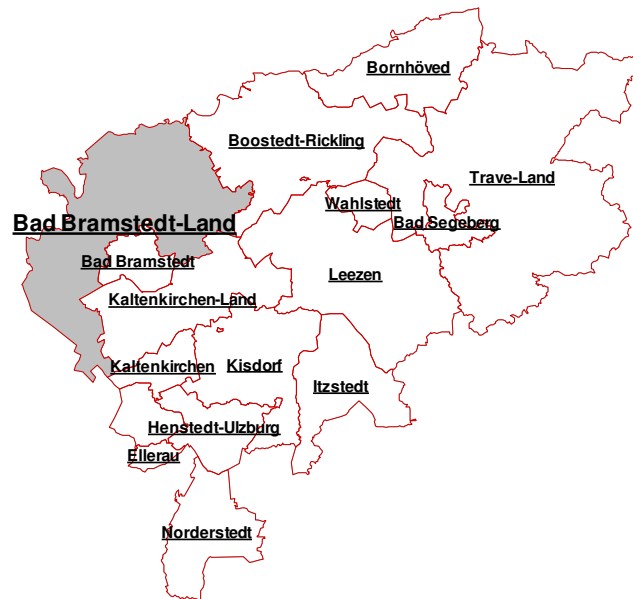 Bornhöved
Boostedt-Rickling
Trave-Land
Wahlstedt
Bad Bramstedt-Land
Bad Segeberg
Bad Bramstedt
Leezen
Kaltenkirchen-Land
Kaltenkirchen
Kisdorf
Itzstedt
Henstedt-Ulzburg
Ellerau
Norderstedt